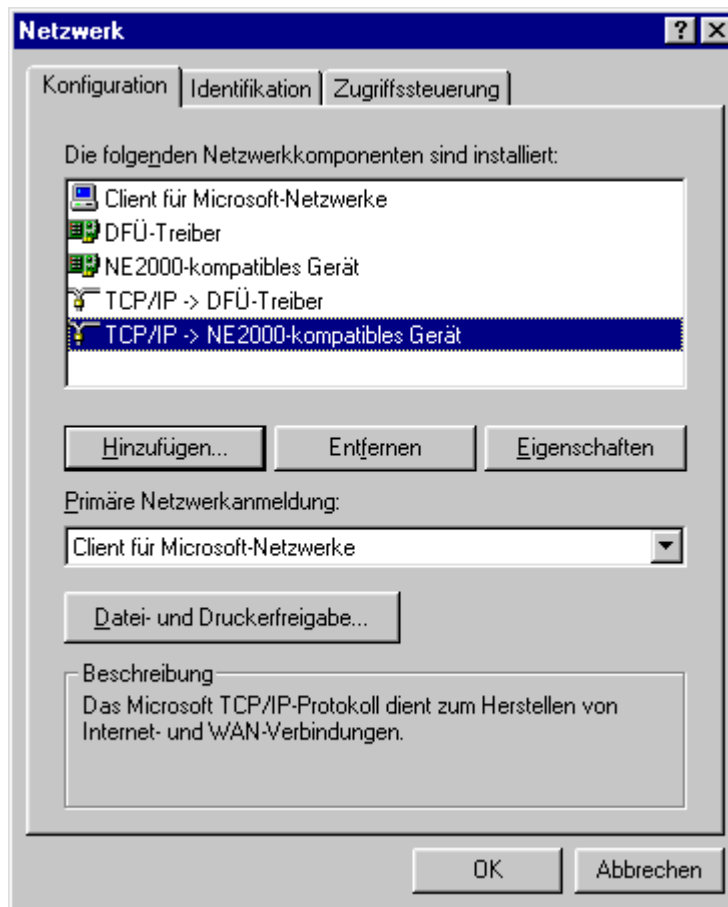 Netzwerk
Konfiguration Identifikation Zugriffssteuerung
Die folgenden Netzwerkkomponenten sind installiert:
Client für Microsoft-Netzwerke
DFÜ-Treiber
NE2000-kompatibles Gerät
TCP/IP -> DFÜ-Treiber
TCP/IP -> NE2000-kompatibles Gerät
Hinzufügen... Entfernen Eigenschaften
Primäre Netzwerkanmeldung:
Client für Microsoft-Netzwerke
Datei- und Druckerfreigabe...
Beschreibung
Das Microsoft TCP/IP-Protokoll dient zum Herstellen von
Internet- und WAN-Verbindungen.
OK Abbrechen